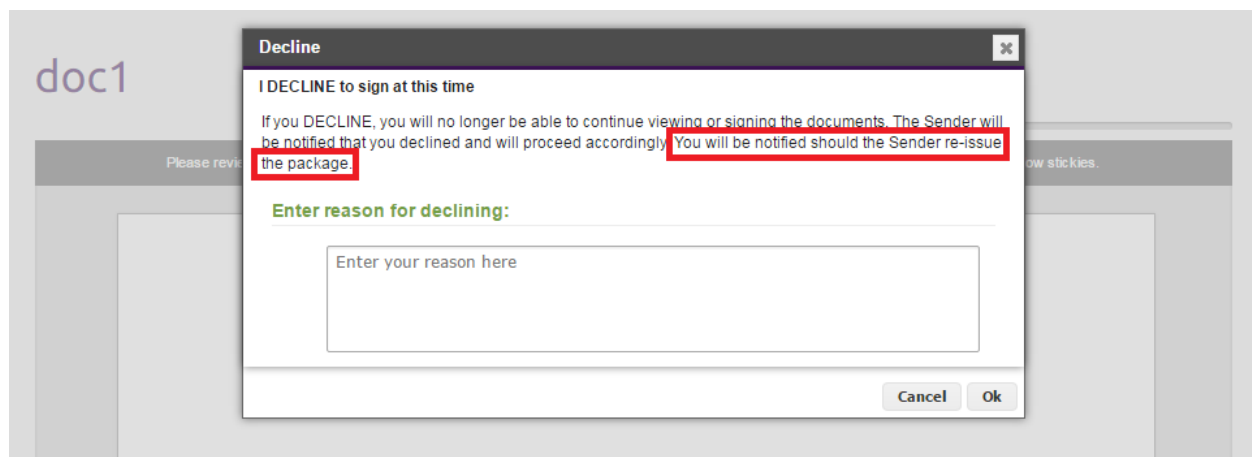 Decline
doc1
I DECLINE to sign at this time
If you DECLINE, you will no longer be able to continue viewing or signing the documents. The Sender will
be notified that you declined and will proceed accordingly. You will be notified should the Sender re-issue
the package.
Please ow stickies.
Enter reason for declining:
Enter your reason here
Cancel Ok